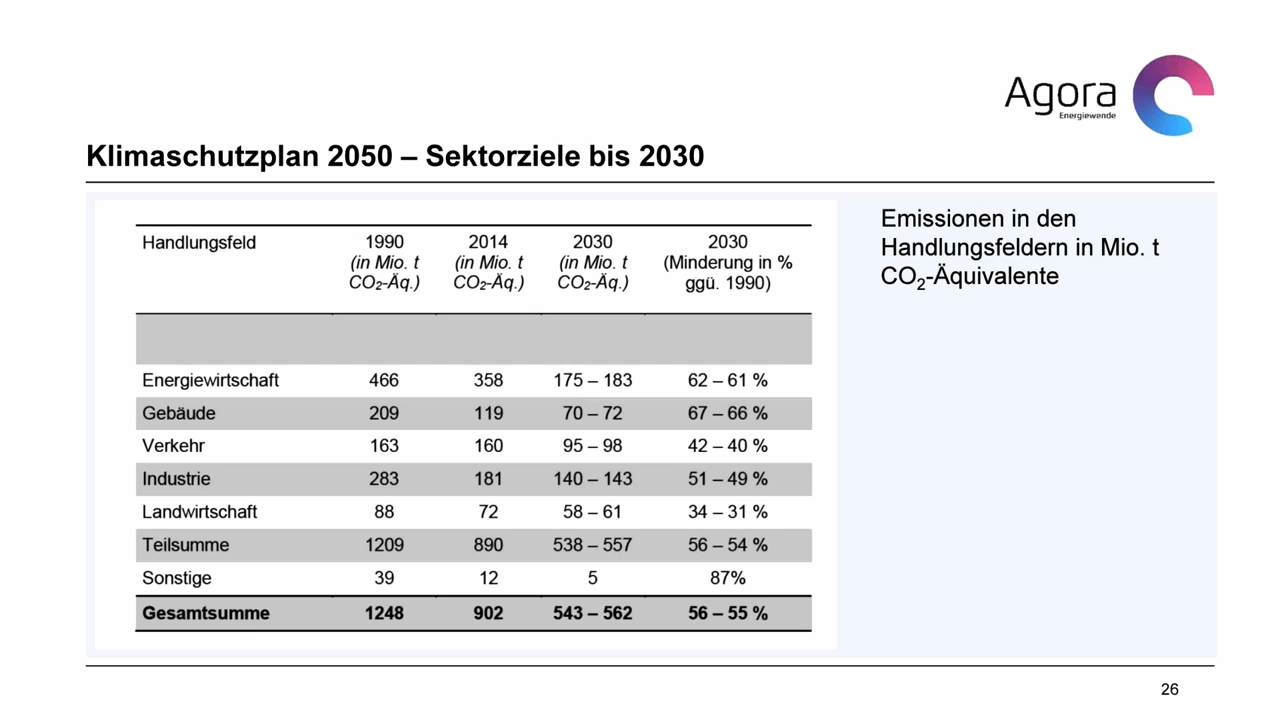 Agora
Energiewende
Klimaschutzplan 2050 – Sektorziele bis 2030
Handlungsfeld 1990 2014 2030 2030
(in Mio. t (in Mio. t (in Mio. t (Minderung in %
CO₂-Äq.) CO₂-Äq.) CO₂-Äq.) ggü. 1990)
Energiewirtschaft 466 358 175 – 183 62 – 61 %
Gebäude 209 119 70 – 72 67 – 66 %
Verkehr 163 160 95 – 98 42 – 40 %
Industrie 283 181 140 – 143 51 – 49 %
Landwirtschaft 88 72 58 – 61 34 – 31 %
Teilsumme 1209 890 538 – 557 56 – 54 %
Sonstige 39 12 5 87%
Gesamtsumme 1248 902 543 – 562 56 – 55 %
Emissionen in den
Handlungsfeldern in Mio. t
CO₂-Äquivalente
26